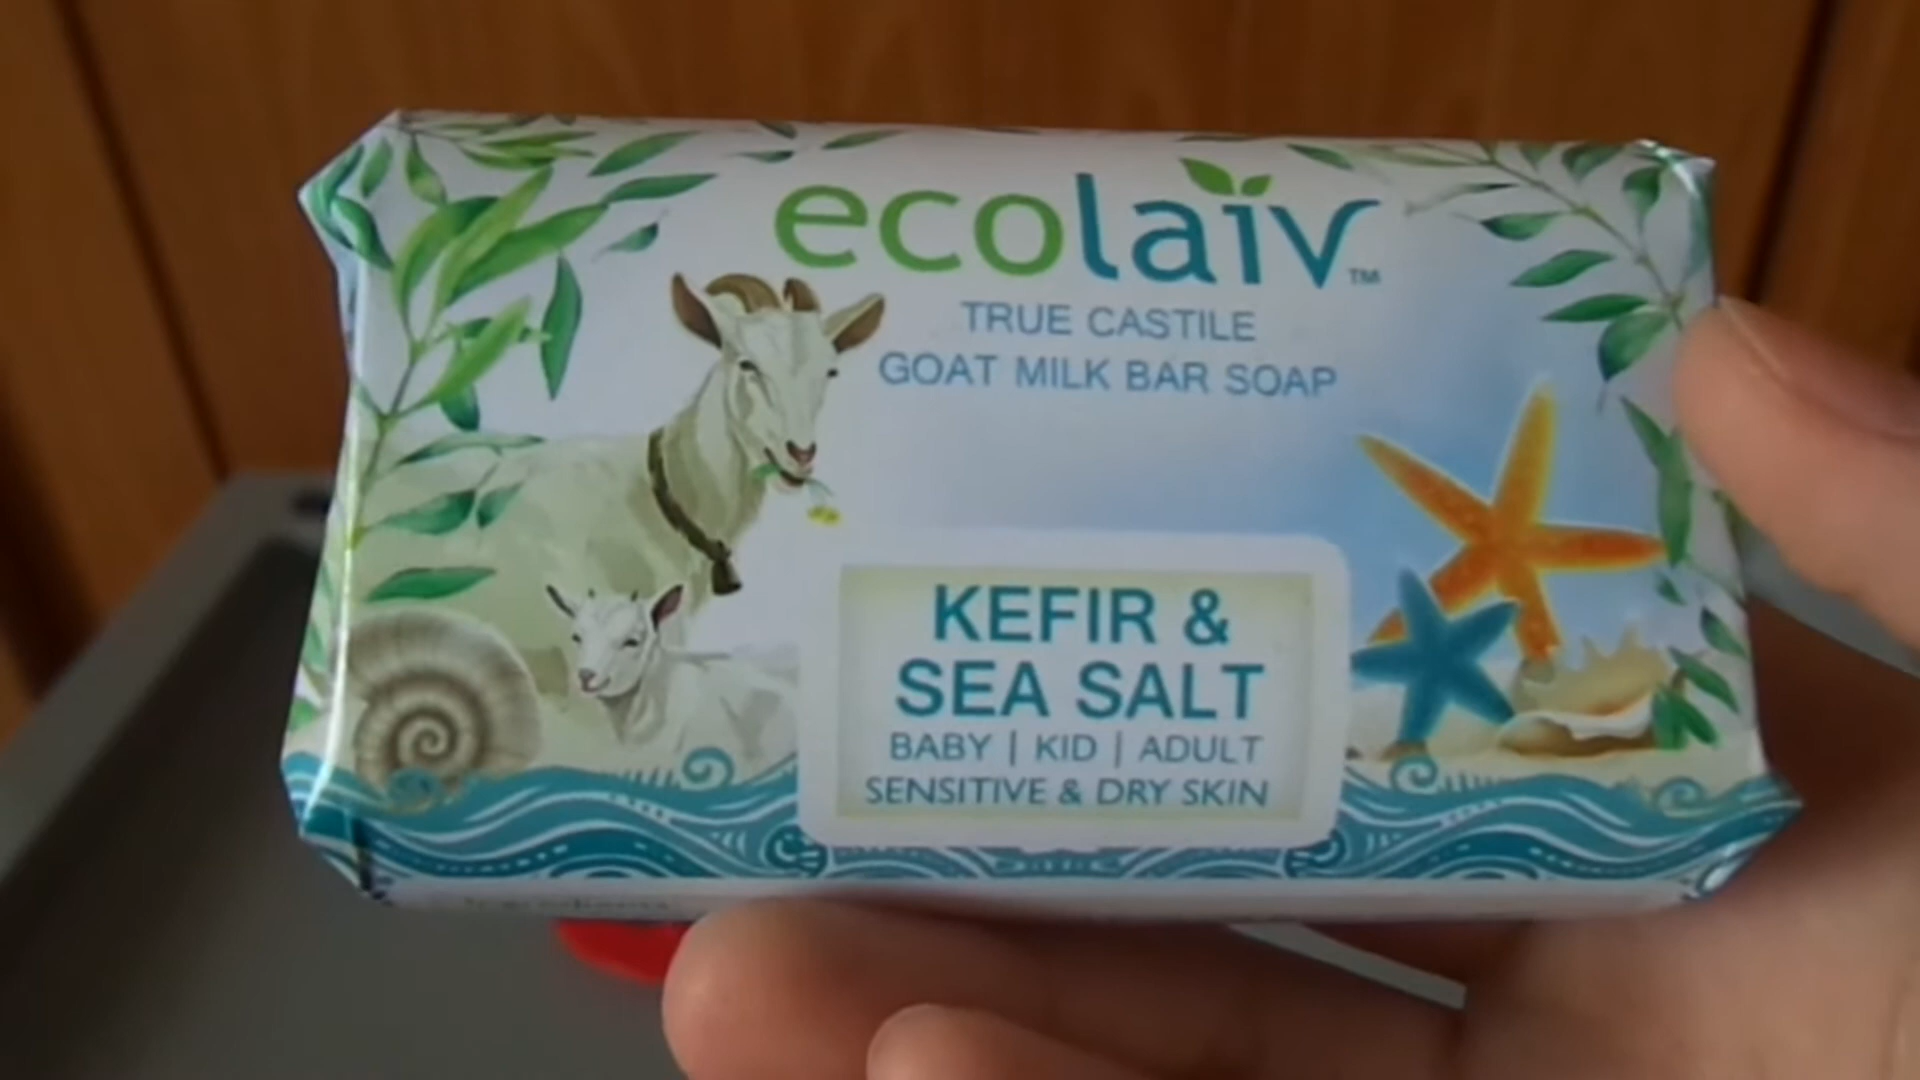 ecolaiv™
TRUE CASTILE
GOAT MILK BAR SOAP
KEFIR &
SEA SALT
BABY | KID | ADULT
SENSITIVE & DRY SKIN